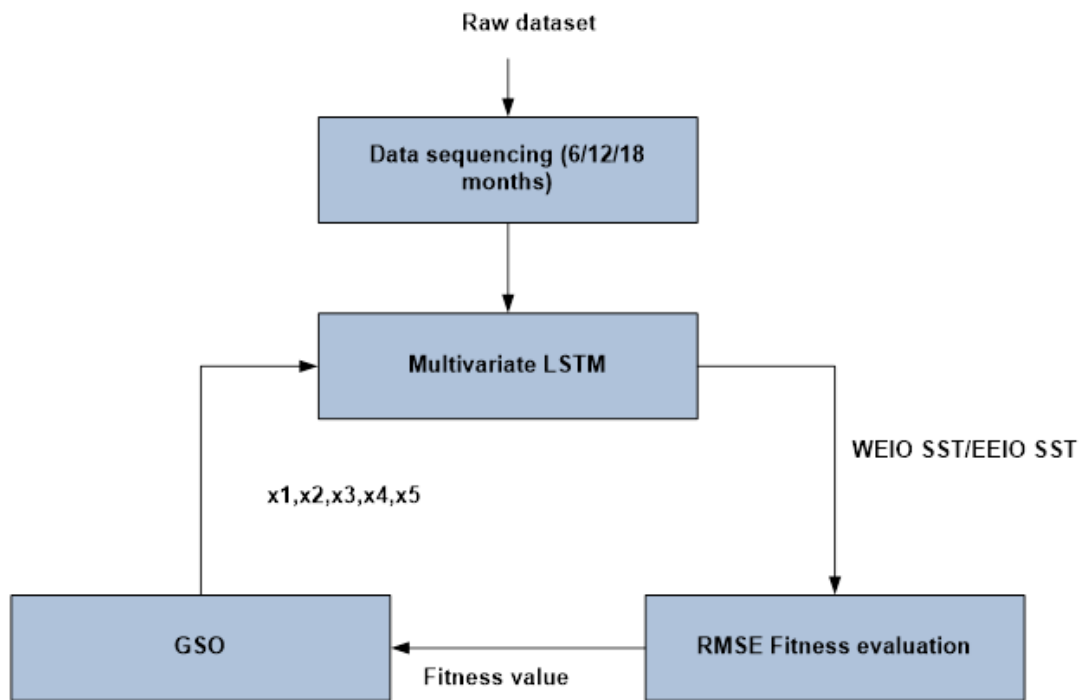 Raw dataset
Data sequencing (6/12/18
months)
Multivariate LSTM
WEIO SST/EEIO SST
x1,x2,x3,x4,x5
GSO
RMSE Fitness evaluation
Fitness value